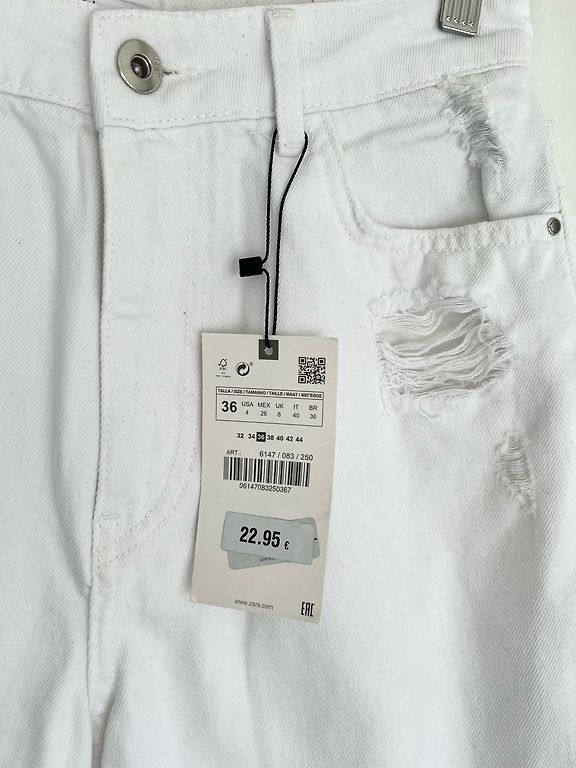 TALLA / SIZE / TAMANHO / TAILLE / MAAT / ΜΕΓΕΘΟΣ
36 USA MEX UK IT BR
4 26 8 40 36
32 34 36 38 40 42 44
ART.: 6147 / 083 / 250
06147083250367
22.95 €
www.zara.com
EAC